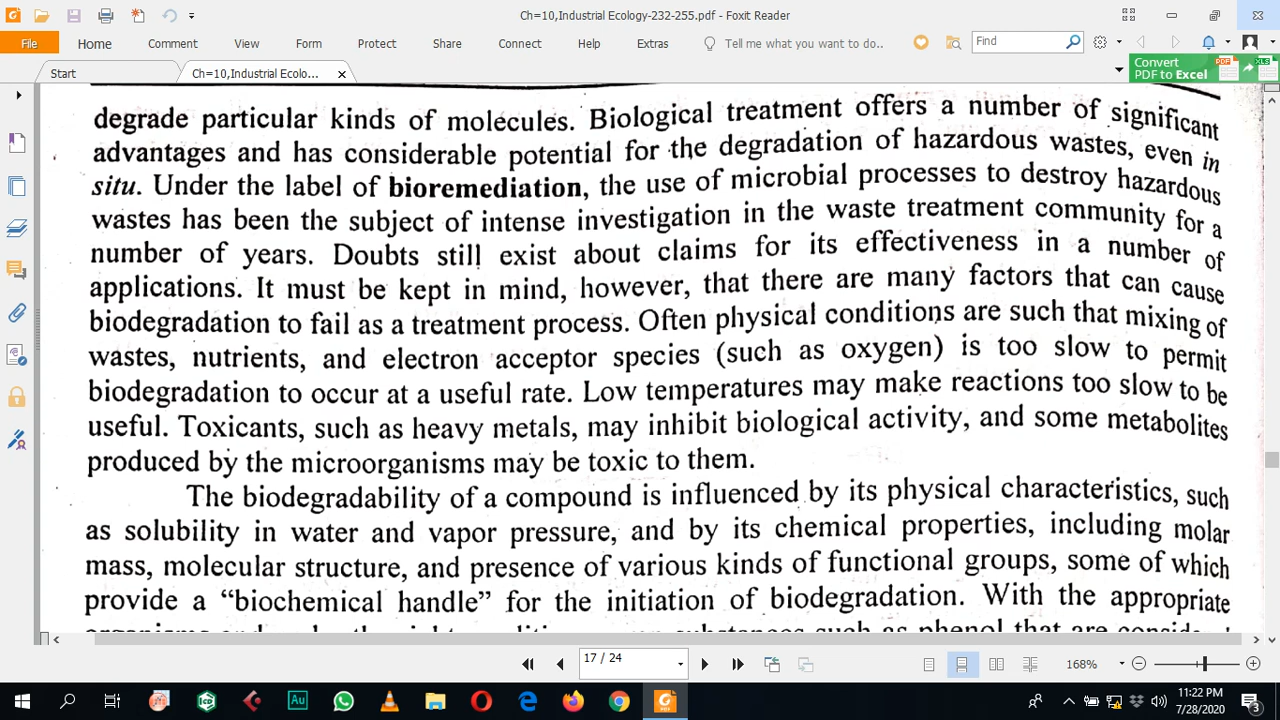 Ch=10,Industrial Ecology-232-255.pdf - Foxit Reader
File Home Comment View Form Protect Share Connect Help Extras Tell me what you want to do.. Find
Start Ch=10,Industrial Ecolo...
Convert
PDF to Excel
degrade particular kinds of molecules. Biological treatment offers a number of significant
advantages and has considerable potential for the degradation of hazardous wastes, even in
situ. Under the label of bioremediation, the use of microbial processes to destroy hazardous
wastes has been the subject of intense investigation in the waste treatment community for a
number of years. Doubts still exist about claims for its effectiveness in a number of
applications. It must be kept in mind, however, that there are many factors that can cause
biodegradation to fail as a treatment process. Often physical conditions are such that mixing of
wastes, nutrients, and electron acceptor species (such as oxygen) is too slow to permit
biodegradation to occur at a useful rate. Low temperatures may make reactions too slow to be
useful. Toxicants, such as heavy metals, may inhibit biological activity, and some metabolites
produced by the microorganisms may be toxic to them.
The biodegradability of a compound is influenced by its physical characteristics, such
as solubility in water and vapor pressure, and by its chemical properties, including molar
mass, molecular structure, and presence of various kinds of functional groups, some of which
provide a “biochemical handle” for the initiation of biodegradation. With the appropriate
substances such as phenol that are
17 / 24
168%
11:22 PM
7/28/2020